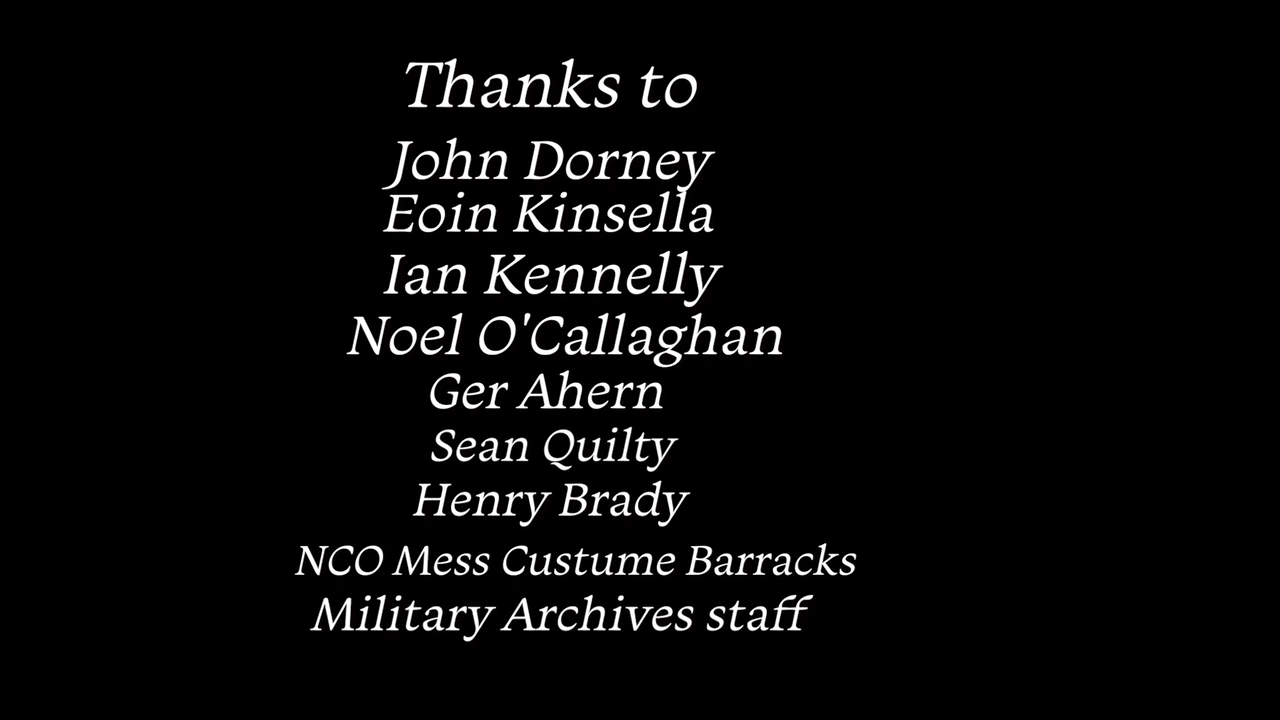 Thanks to
John Dorney
Eoin Kinsella
Ian Kennelly
Noel O'Callaghan
Ger Ahern
Sean Quilty
Henry Brady
NCO Mess Custume Barracks
Military Archives staff